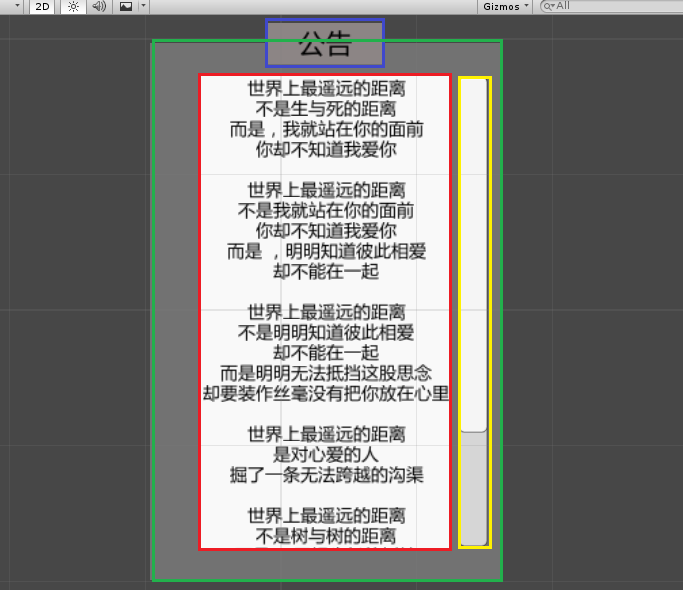 2D
Gizmos
All
公告
世界上最遥远的距离
不是生与死的距离
而是，我就站在你的面前
你却不知道我爱你
世界上最遥远的距离
不是我就站在你的面前
你却不知道我爱你
而是 ，明明知道彼此相爱
却不能在一起
世界上最遥远的距离
不是明明知道彼此相爱
却不能在一起
而是明明无法抵挡这股思念
却要装作丝毫没有把你放在心里
世界上最遥远的距离
是对心爱的人
掘了一条无法跨越的沟渠
世界上最遥远的距离
不是树与树的距离